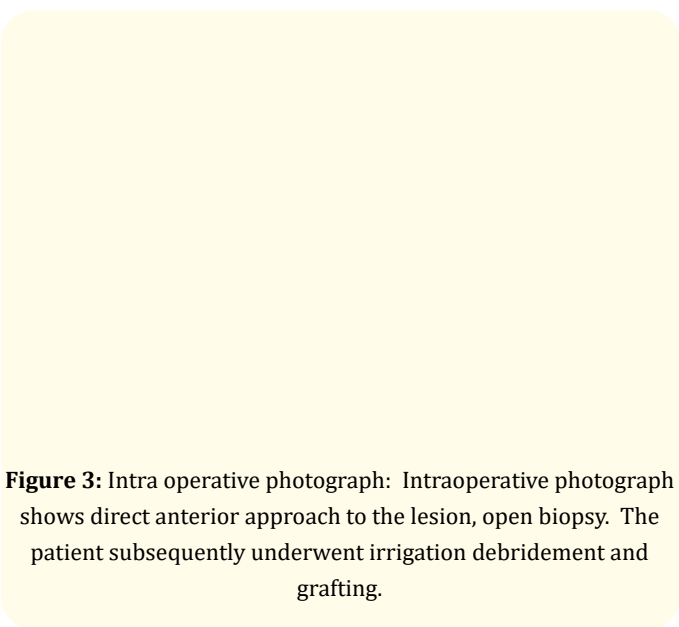 Figure 3: Intra operative photograph:  Intraoperative photograph
shows direct anterior approach to the lesion, open biopsy.  The
patient subsequently underwent irrigation debridement and
grafting.